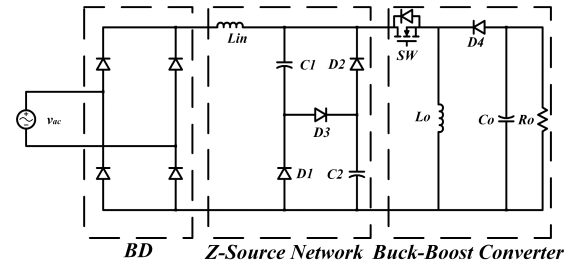 Lin
C1
D2
SW
D4
vac
D3
Lo
Co
Ro
D1
C2
BD
Z-Source Network
Buck-Boost Converter